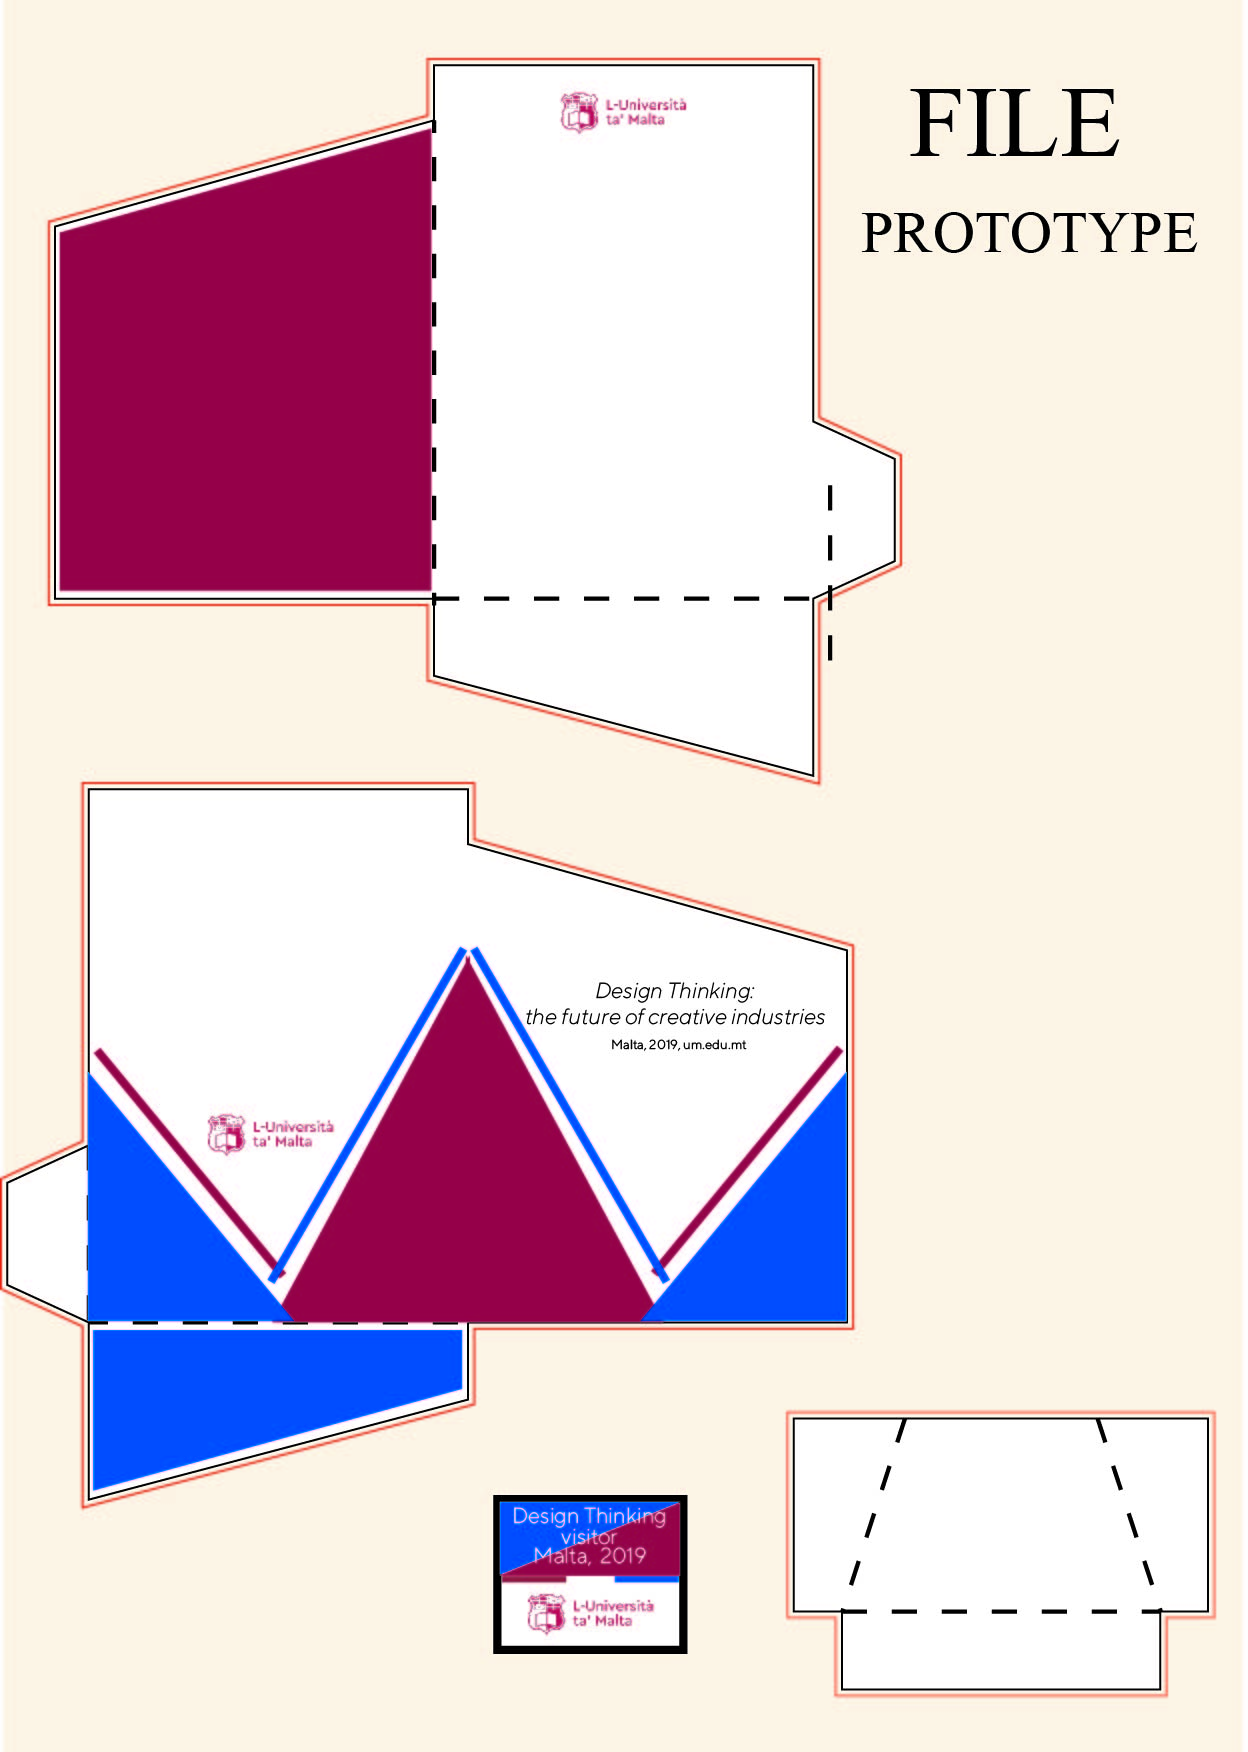 L-Università
ta' Malta
FILE
PROTOTYPE
Design Thinking:
the future of creative industries
Malta, 2019, um.edu.mt
L-Università
ta' Malta
Design Thinking
visitor
Malta, 2019
L-Università
ta' Malta